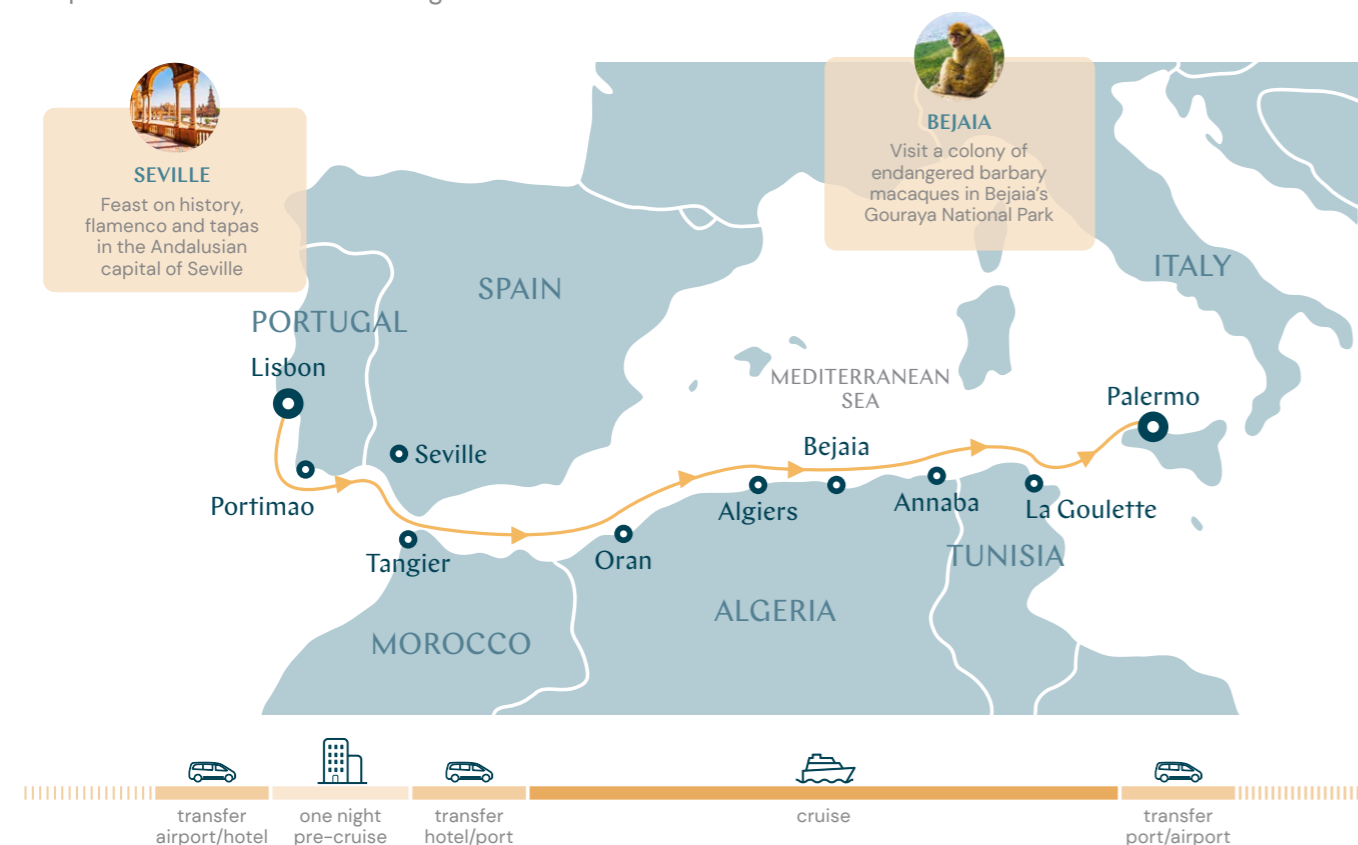 SEVILLE
Feast on history,
flamenco and tapas
in the Andalusian
capital of Seville
BEJAIA
Visit a colony of
endangered barbary
macaques in Bejaia's
Gouraya National Park
SPAIN
ITALY
PORTUGAL
Lisbon
MEDITERRANEAN
SEA
Palermo
Seville
Bejaia
Portimao
Algiers
Annaba
La Goulette
Tangier
Oran
TUNISIA
ALGERIA
MOROCCO
transfer
airport/hotel
one night
pre-cruise
transfer
hotel/port
cruise
transfer
port/airport